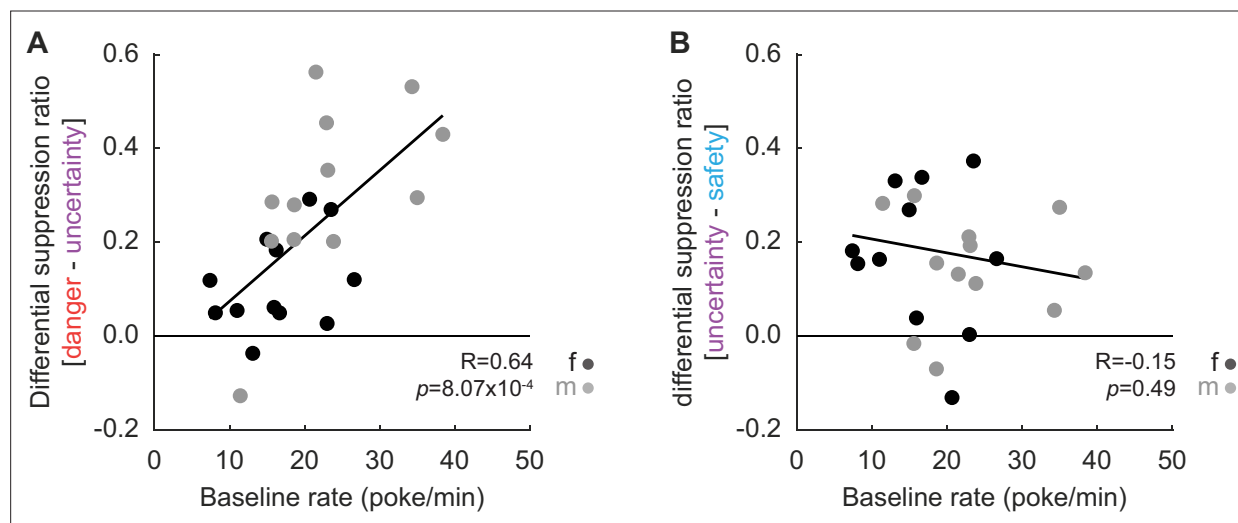 A
Differential suppression ratio
[danger - uncertainty]
0.6
0.4
0.2
0.0
-0.2
R=0.64
p=8.07x10-4
f
m
0
10
20
30
40
50
Baseline rate (poke/min)
B
differential suppression ratio
[uncertainty - safety]
0.6
0.4
0.2
0.0
-0.2
R=-0.15
p=0.49
f
m
0
10
20
30
40
50
Baseline rate (poke/min)